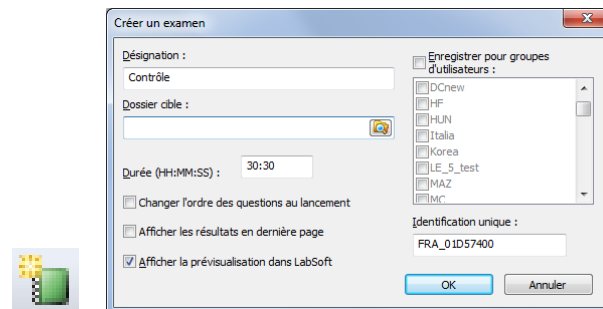 Créer un examen
Désignation :
Contrôle
Dossier cible :
Durée (HH:MM:SS) :
30:30
Changer l'ordre des questions au lancement
Afficher les résultats en dernière page
Afficher la prévisualisation dans LabSoft
Enregistrer pour groupes
d'utilisateurs :
DCnew
HF
HUN
Italia
Korea
LE_5_test
MAZ
MC
Identification unique :
FRA_01D57400
OK
Annuler